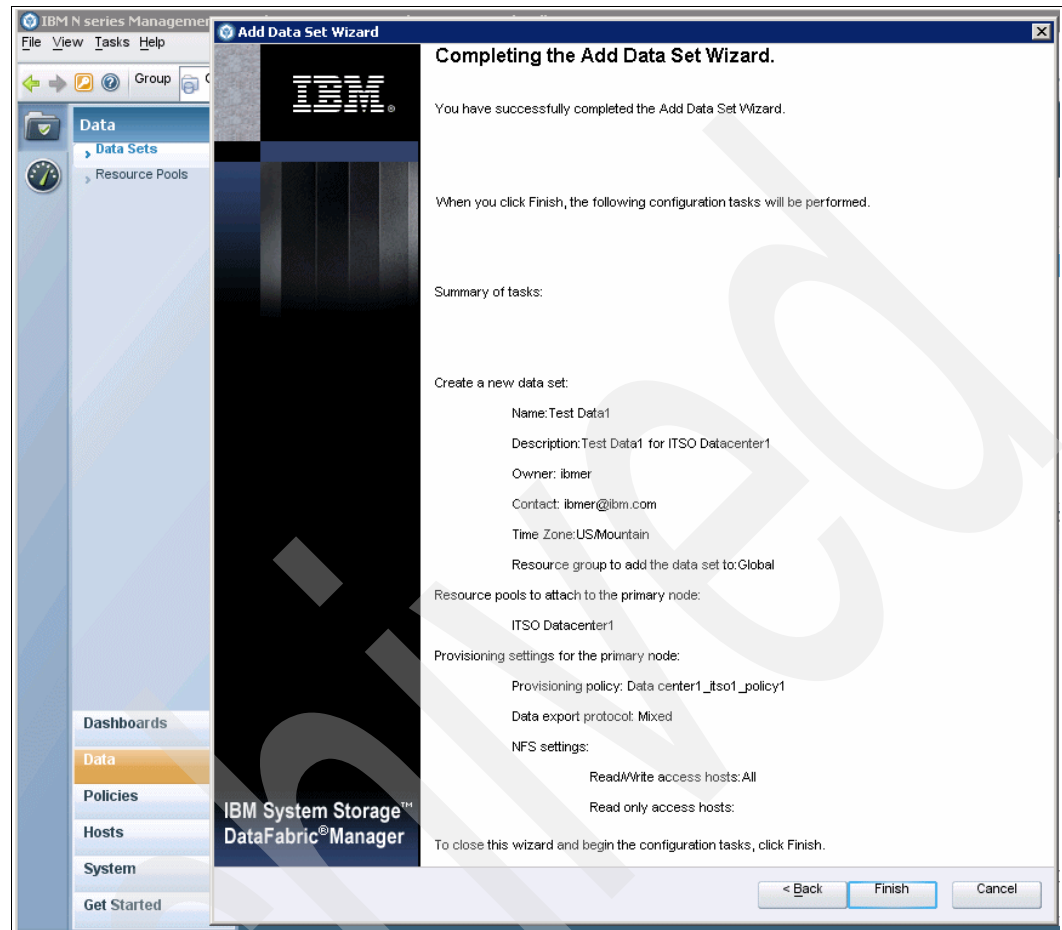 IBM N series Manageme
File View Tasks Help
Group
Data
Data Sets
Resource Pools
Dashboards
Data
Policies
Hosts
System
Get Started
Add Data Set Wizard
IBM®
IBM System Storage™
DataFabric®Manager
Completing the Add Data Set Wizard.
You have successfully completed the Add Data Set Wizard.
When you click Finish, the following configuration tasks will be performed.
Summary of tasks:
Create a new data set:
Name:Test Data1
Description:Test Data1 for ITSO Datacenter1
Owner: ibmer
Contact: ibmer@ibm.com
Time Zone:US/Mountain
Resource group to add the data set to:Global
Resource pools to attach to the primary node:
ITSO Datacenter1
Provisioning settings for the primary node:
Provisioning policy: Data center1_itso1_policy1
Data export protocol: Mixed
NFS settings:
Read/Write access hosts:All
Read only access hosts:
To close this wizard and begin the configuration tasks, click Finish.
< Back Finish Cancel